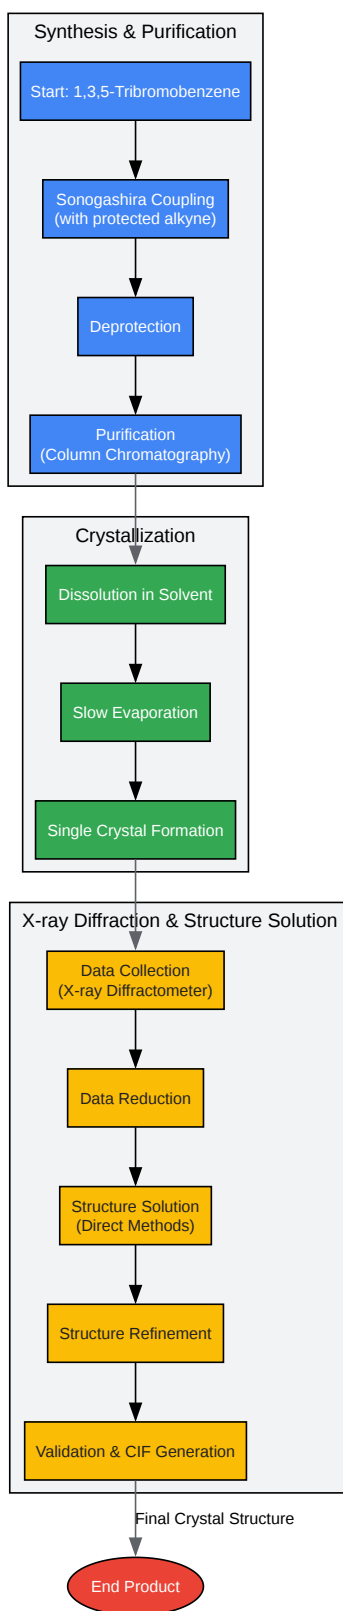 Synthesis & Purification
Start: 1,3,5-Tribromobenzene
Sonogashira Coupling
(with protected alkyne)
Deprotection
Purification
(Column Chromatography)
Crystallization
Dissolution in Solvent
Slow Evaporation
Single Crystal Formation
X-ray Diffraction & Structure Solution
Data Collection
(X-ray Diffractometer)
Data Reduction
Structure Solution
(Direct Methods)
Structure Refinement
Validation & CIF Generation
Final Crystal Structure
End Product